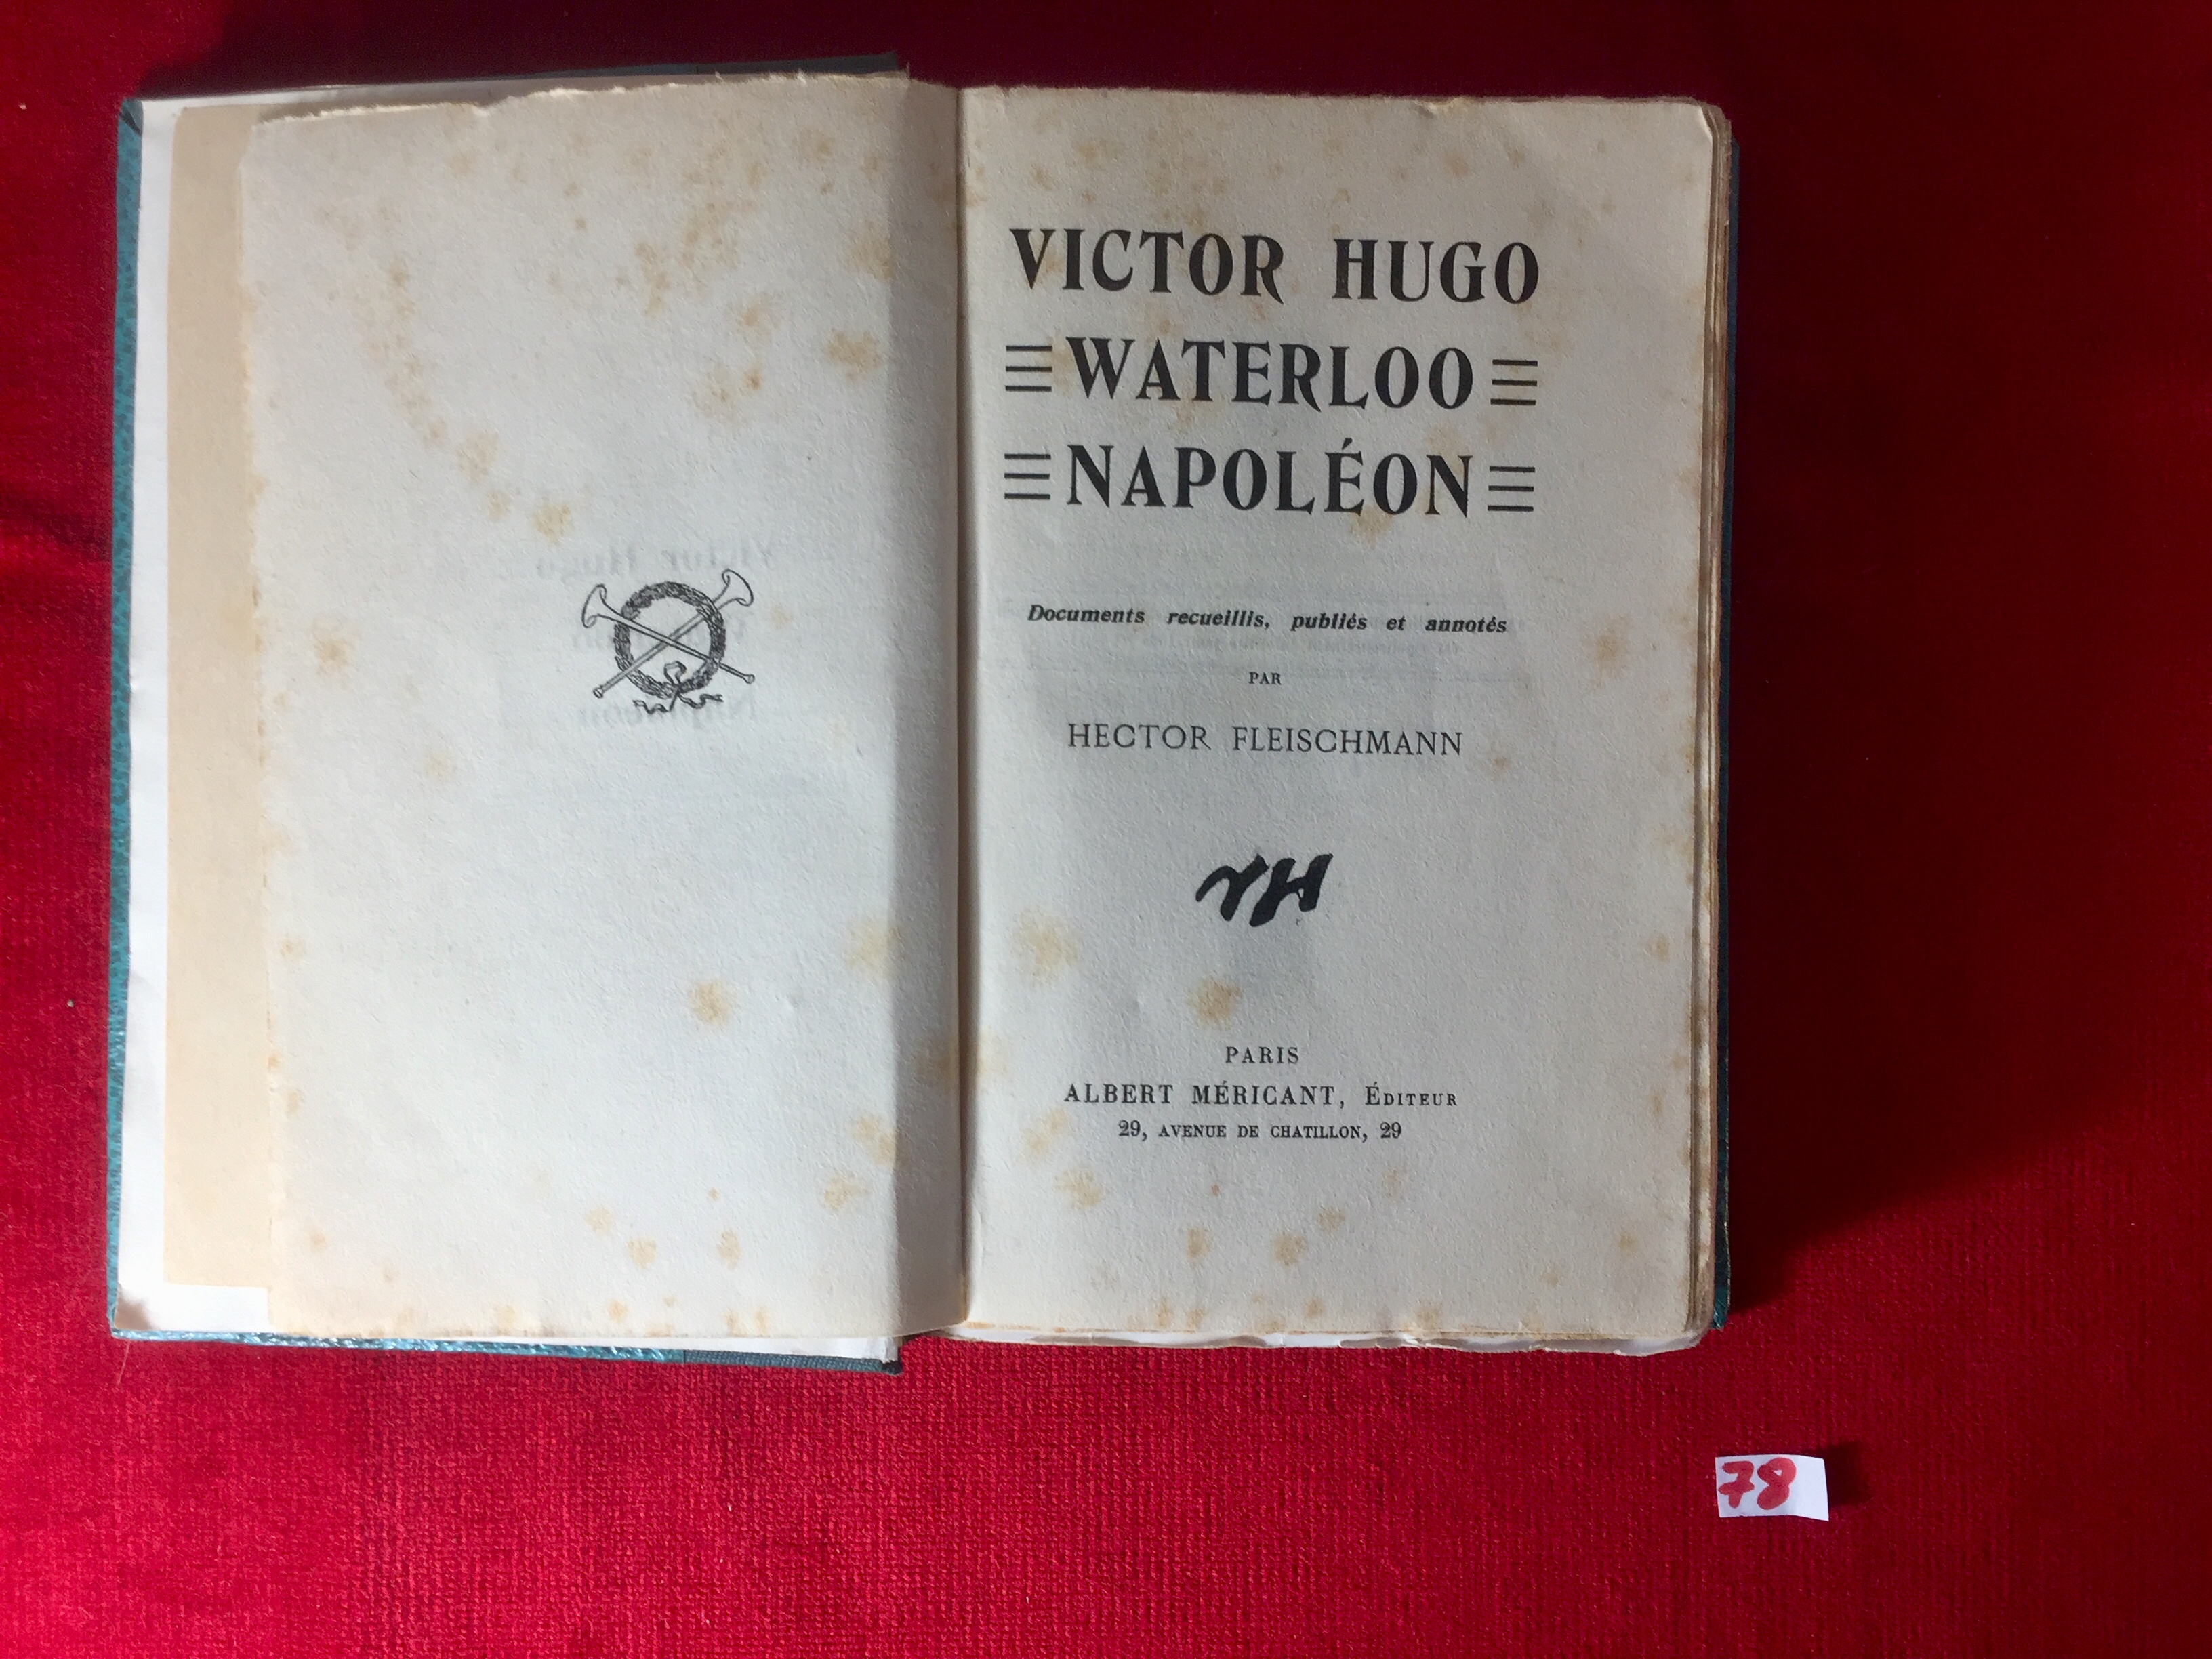 VICTOR HUGO
WATERLOO
NAPOLÉON
Documents recueillis, publiés et annotés
PAR
HECTOR FLEISCHMANN
VH
PARIS
ALBERT MÉRICANT, ÉDITEUR
29, AVENUE DE CHATILLON, 29
78